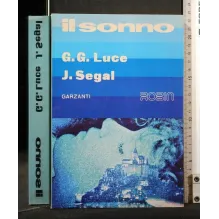 il sonno
G.G. Luce
J. Segal
GARZANTI
il sonno
G.G. Luce J. Segal